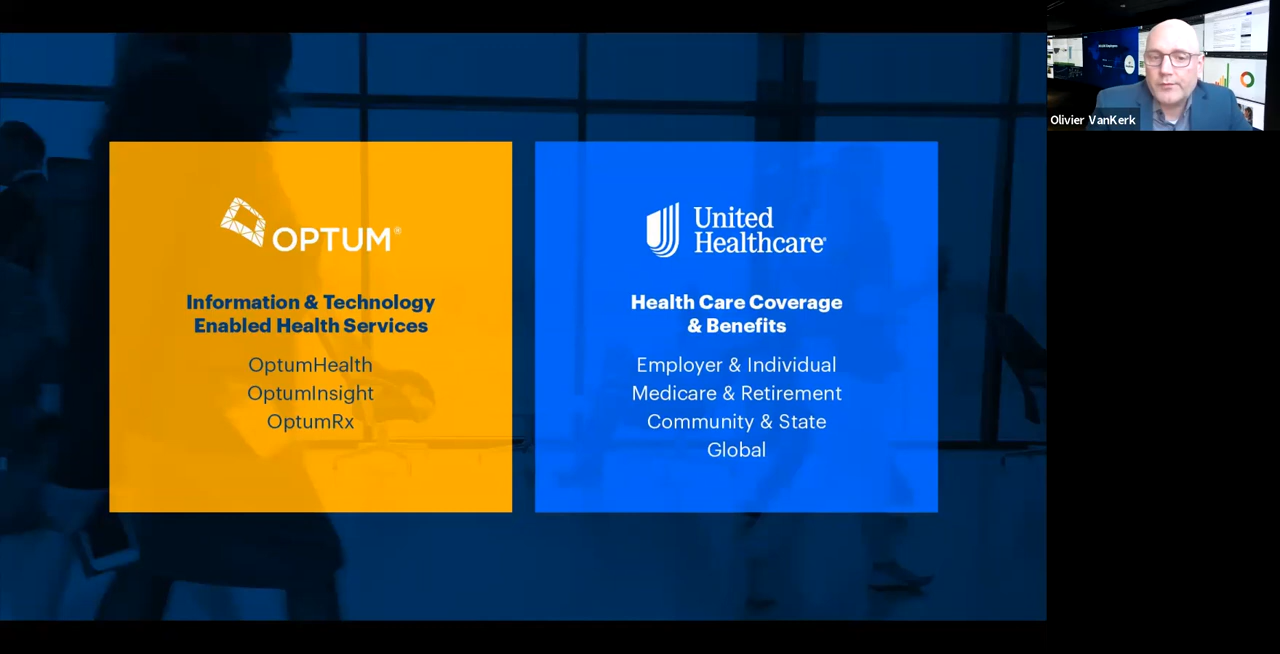 OPTUM®
Information & Technology
Enabled Health Services
OptumHealth
OptumInsight
OptumRx
United
Healthcare®
Health Care Coverage
& Benefits
Employer & Individual
Medicare & Retirement
Community & State
Global
Olivier VanKerk